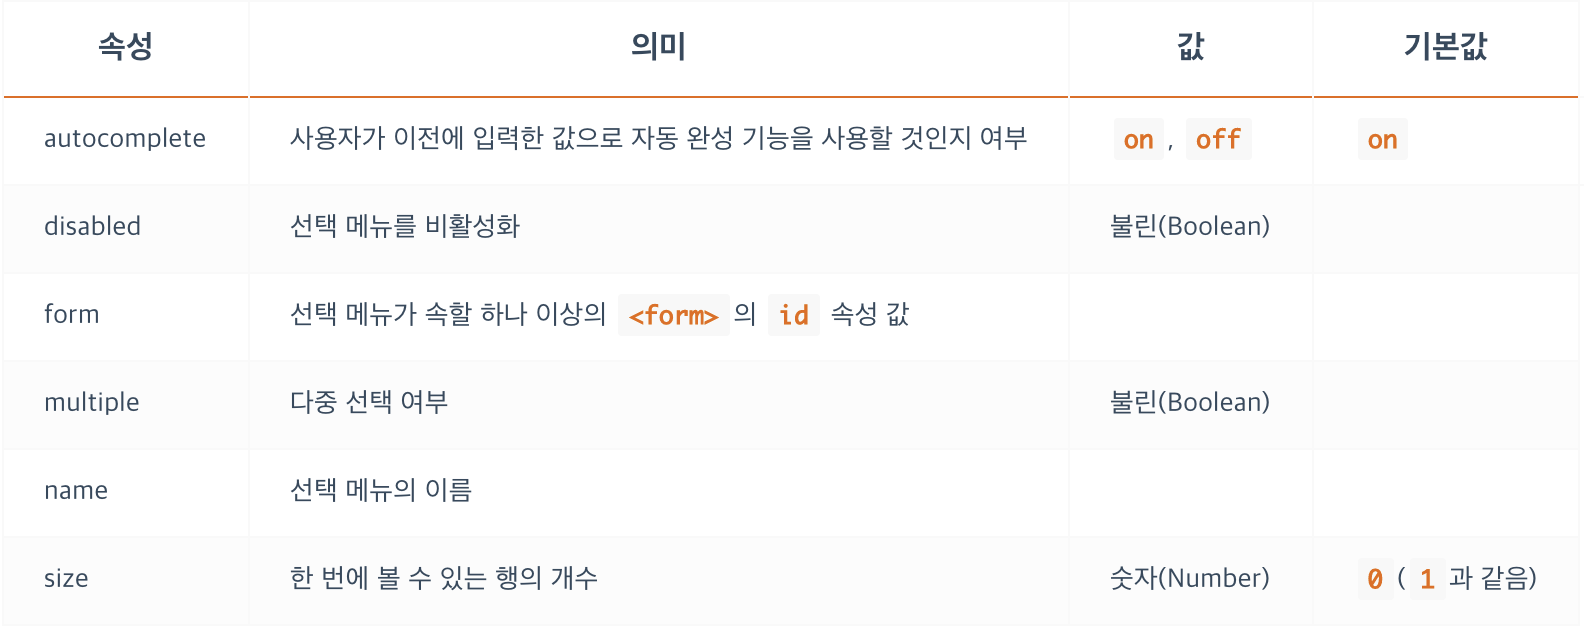 속성 의미 값 기본값
autocomplete 사용자가 이전에 입력한 값으로 자동 완성 기능을 사용할 것인지 여부 on, off on
disabled 선택 메뉴를 비활성화 불린(Boolean)
form 선택 메뉴가 속할 하나 이상의 <form>의 id 속성 값
multiple 다중 선택 여부 불린(Boolean)
name 선택 메뉴의 이름
size 한 번에 볼 수 있는 행의 개수 숫자(Number) 0(1과 같음)